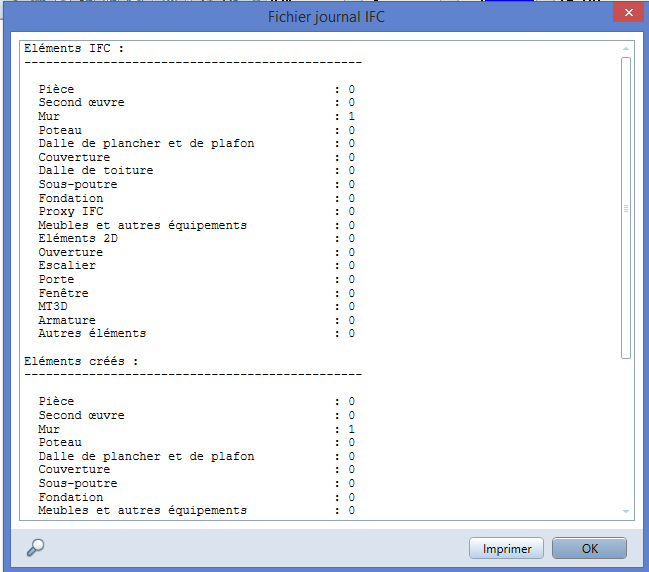 Fichier journal IFC
Eléments IFC :
-----------------------------------------------
Pièce : 0
Second œuvre : 0
Mur : 1
Poteau : 0
Dalle de plancher et de plafon : 0
Couverture : 0
Dalle de toiture : 0
Sous-poutre : 0
Fondation : 0
Proxy IFC : 0
Meubles et autres équipements : 0
Eléments 2D : 0
Ouverture : 0
Escalier : 0
Porte : 0
Fenêtre : 0
MT3D : 0
Armature : 0
Autres éléments : 0
Eléments créés :
-----------------------------------------------
Pièce : 0
Second œuvre : 0
Mur : 1
Poteau : 0
Dalle de plancher et de plafon : 0
Couverture : 0
Sous-poutre : 0
Fondation : 0
Meubles et autres équipements : 0
Imprimer
OK